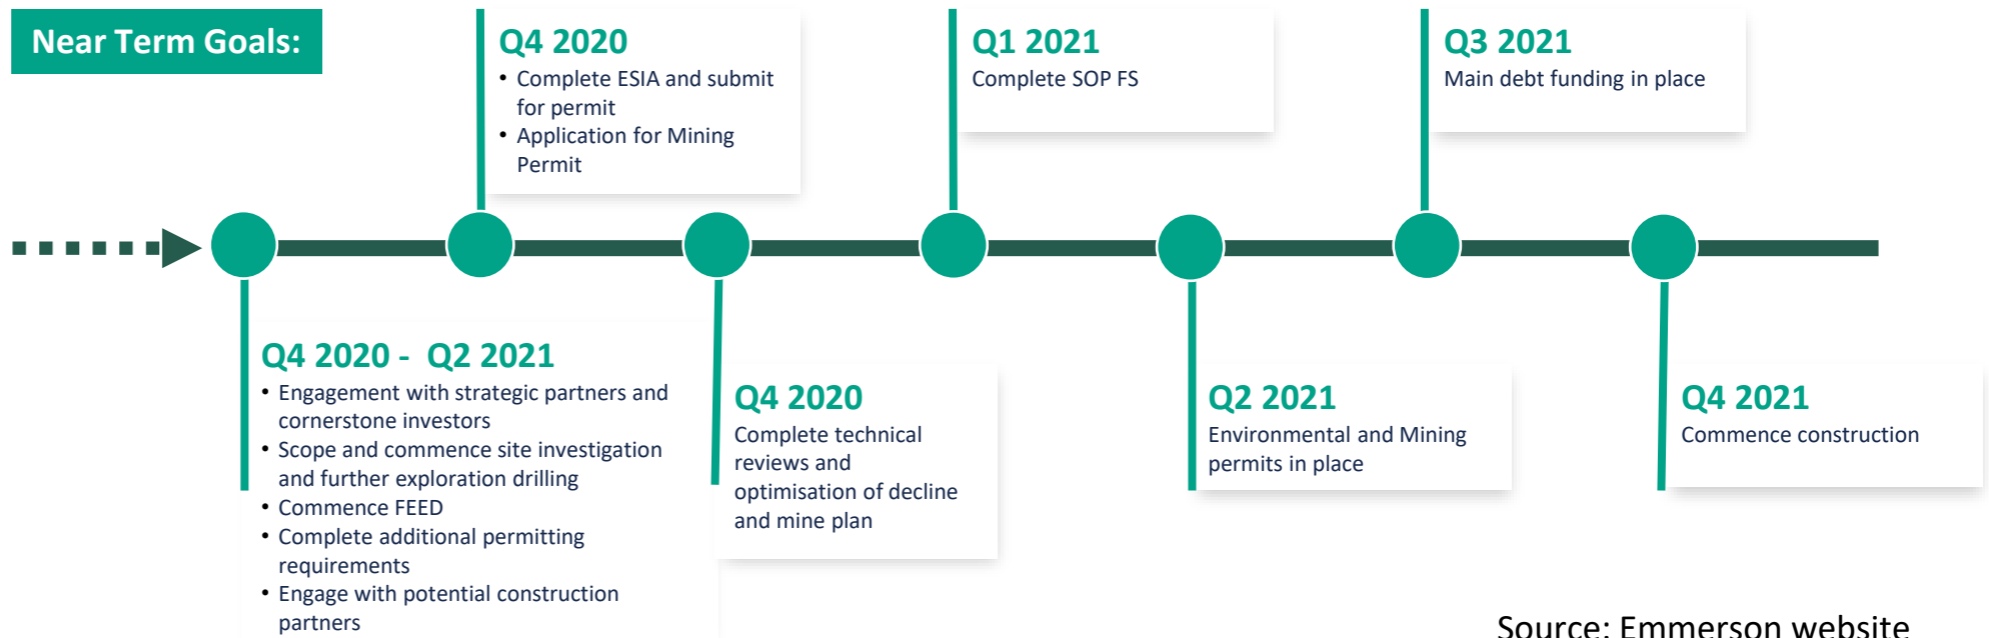 Near Term Goals:
Q4 2020
• Complete ESIA and submit
for permit
• Application for Mining
Permit
Q1 2021
Complete SOP FS
Q3 2021
Main debt funding in place
Q4 2020 - Q2 2021
• Engagement with strategic partners and
cornerstone investors
• Scope and commence site investigation
and further exploration drilling
• Commence FEED
• Complete additional permitting
requirements
• Engage with potential construction
partners
Q4 2020
Complete technical
reviews and
optimisation of decline
and mine plan
Q2 2021
Environmental and Mining
permits in place
Q4 2021
Commence construction
Source: Emmerson website